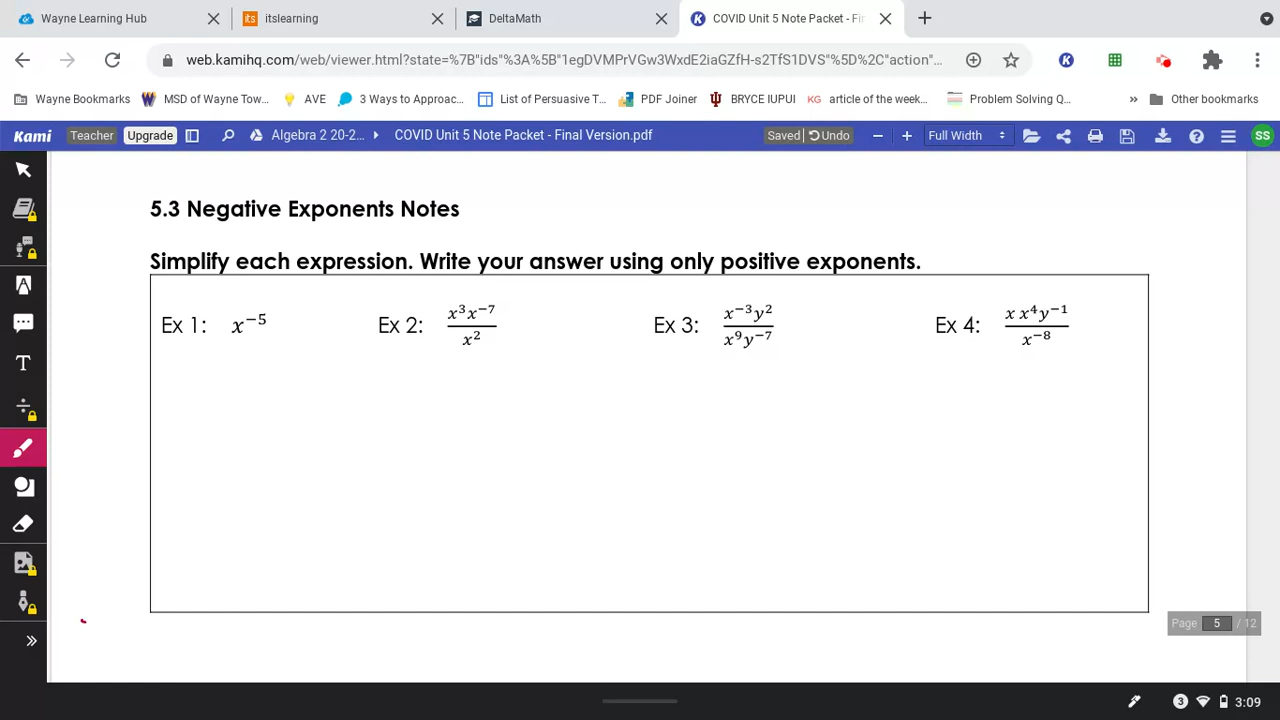 Wayne Learning Hub
itslearning
DeltaMath
COVID Unit 5 Note Packet - Fin
web.kamihq.com/web/viewer.html?state=%7B"ids"%3A%5B"1egDVMPrVGw3WxdE2iaGZfH-s2TfS1DVS"%5D%2C"action"...
Wayne Bookmarks MSD of Wayne Tow... AVE 3 Ways to Approac... List of Persuasive T... PDF Joiner BRYCE IUPUI KG article of the week... Problem Solving Q... » Other bookmarks
Kami Teacher Upgrade Algebra 2 20-2... COVID Unit 5 Note Packet - Final Version.pdf Saved Undo Full Width SS
5.3 Negative Exponents Notes
Simplify each expression. Write your answer using only positive exponents.
Ex 1: x⁻⁵ Ex 2: x³x⁻⁷/x² Ex 3: x⁻³y²/x⁹y⁻⁷ Ex 4: x x⁴y⁻¹/x⁻⁸
Page 5 / 12
3 3:09